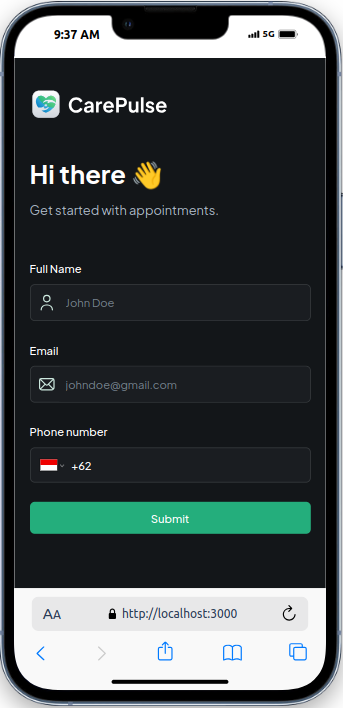 9:37 AM
5G
CarePulse
Hi there 👋
Get started with appointments.
Full Name
John Doe
Email
johndoe@gmail.com
Phone number
+62
Submit
AA
http://localhost:3000